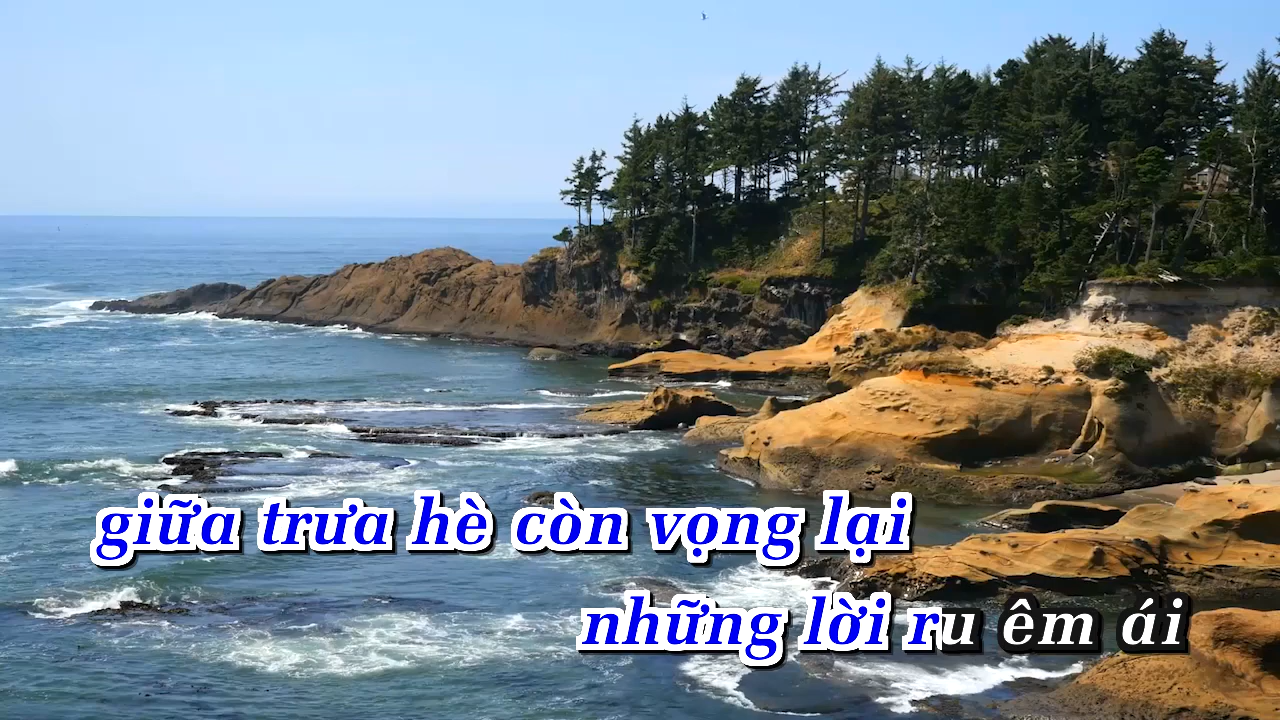 giữa trưa hè còn vọng lại
những lời ru êm ái